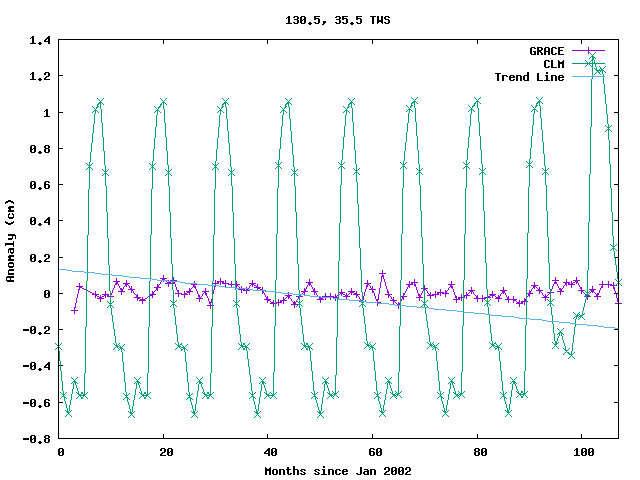 130.5, 35.5 TWS
GRACE
CLM
Trend Line
1.4
1.2
1
0.8
0.6
0.4
0.2
0
-0.2
-0.4
-0.6
-0.8
Anomaly (cm)
0 20 40 60 80 100
Months since Jan 2002